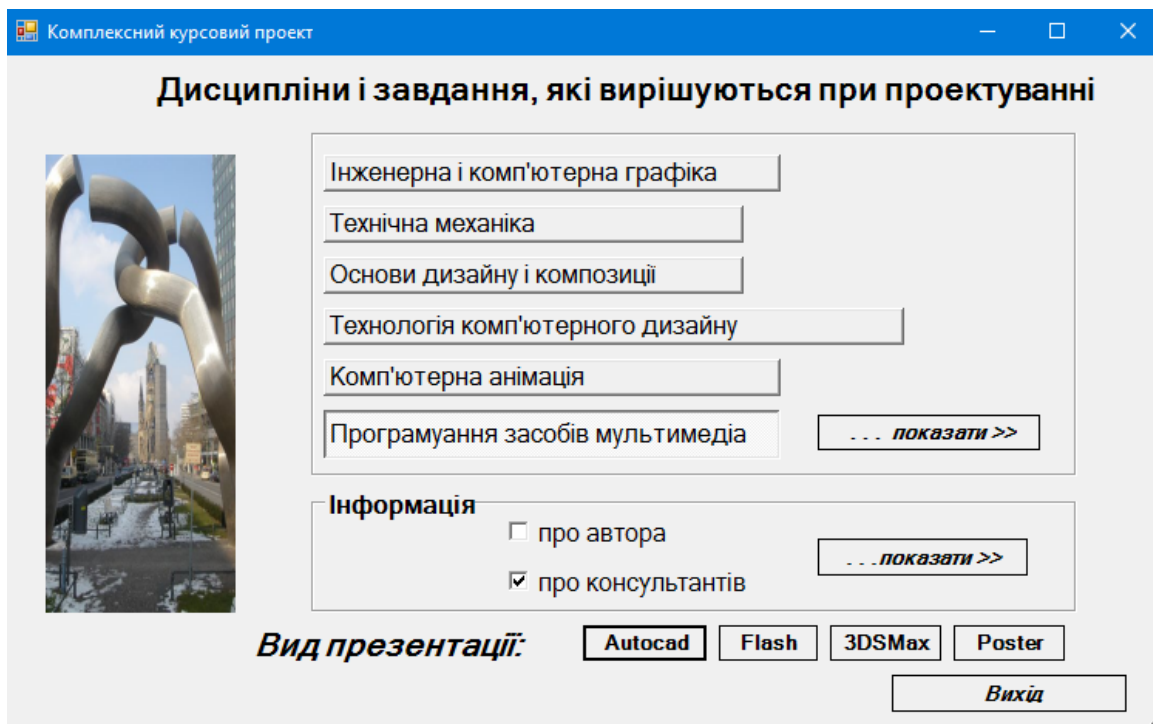 Комплексний курсовий проект
Дисципліни і завдання, які вирішуються при проектуванні
Інженерна і комп'ютерна графіка
Технічна механіка
Основи дизайну і композиції
Технологія комп'ютерного дизайну
Комп'ютерна анімація
Програмуання засобів мультимедіа
. . . показати >>
Інформація
про автора
про консультантів
. . .показати >>
Вид презентації:
Autocad
Flash
3DSMax
Poster
Вихід